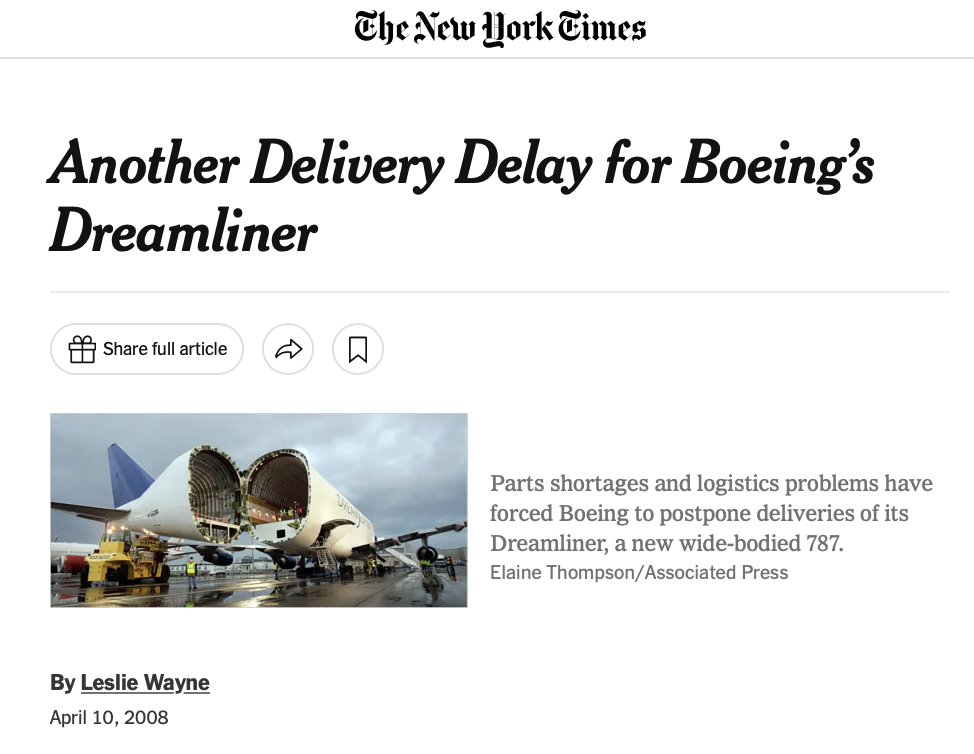 The New York Times
Another Delivery Delay for Boeing’s
Dreamliner
Share full article
Parts shortages and logistics problems have
forced Boeing to postpone deliveries of its
Dreamliner, a new wide-bodied 787.
Elaine Thompson/Associated Press
By Leslie Wayne
April 10, 2008